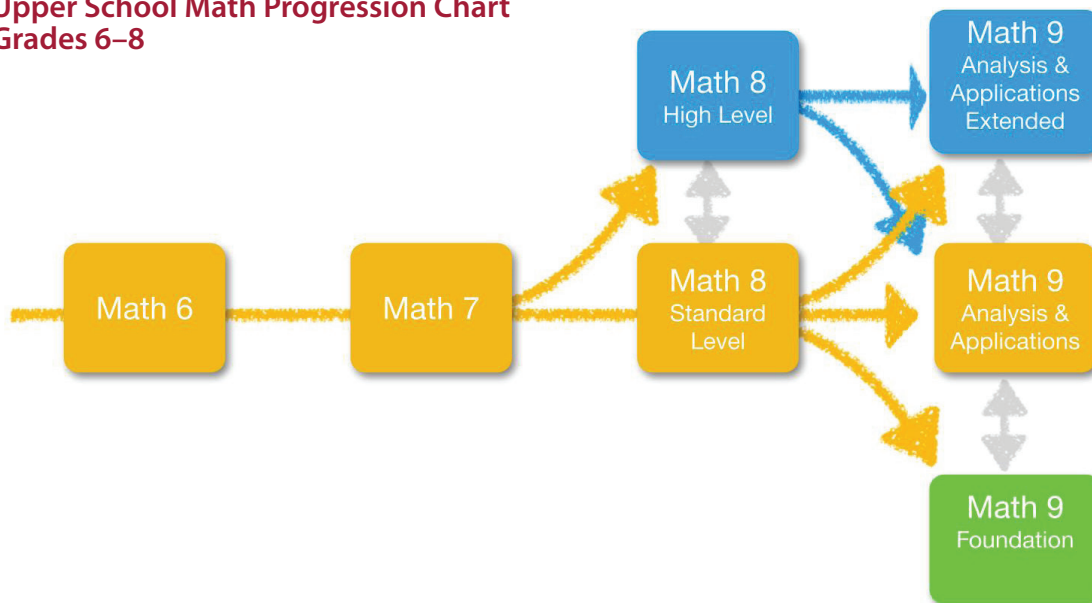 Upper School Math Progression Chart
Grades 6–8
Math 6
Math 7
Math 8
High Level
Math 8
Standard
Level
Math 9
Analysis &
Applications
Extended
Math 9
Analysis &
Applications
Math 9
Foundation